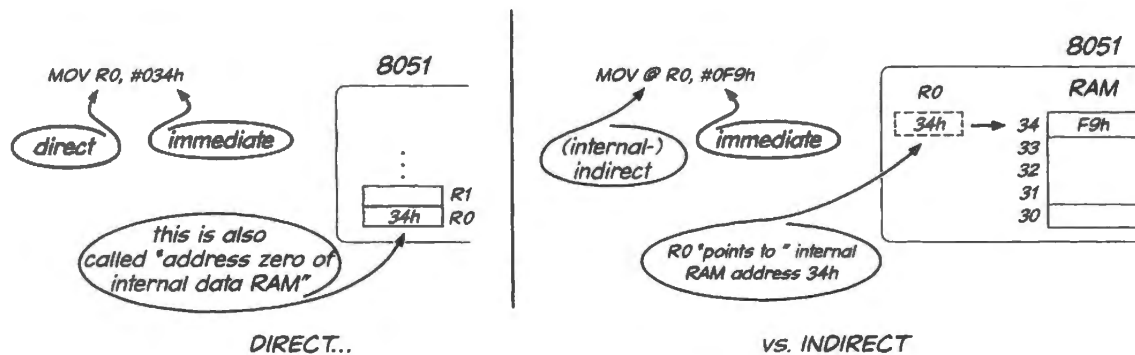 MOV R0, #034h
8051
direct
immediate
R1
34h R0
this is also
called "address zero of
internal data RAM"
DIRECT...
8051
MOV @ R0, #0F9h
R0 RAM
34h 34 F9h
33
32
31
30
(internal-)
indirect
immediate
R0 "points to" internal
RAM address 34h
vs. INDIRECT